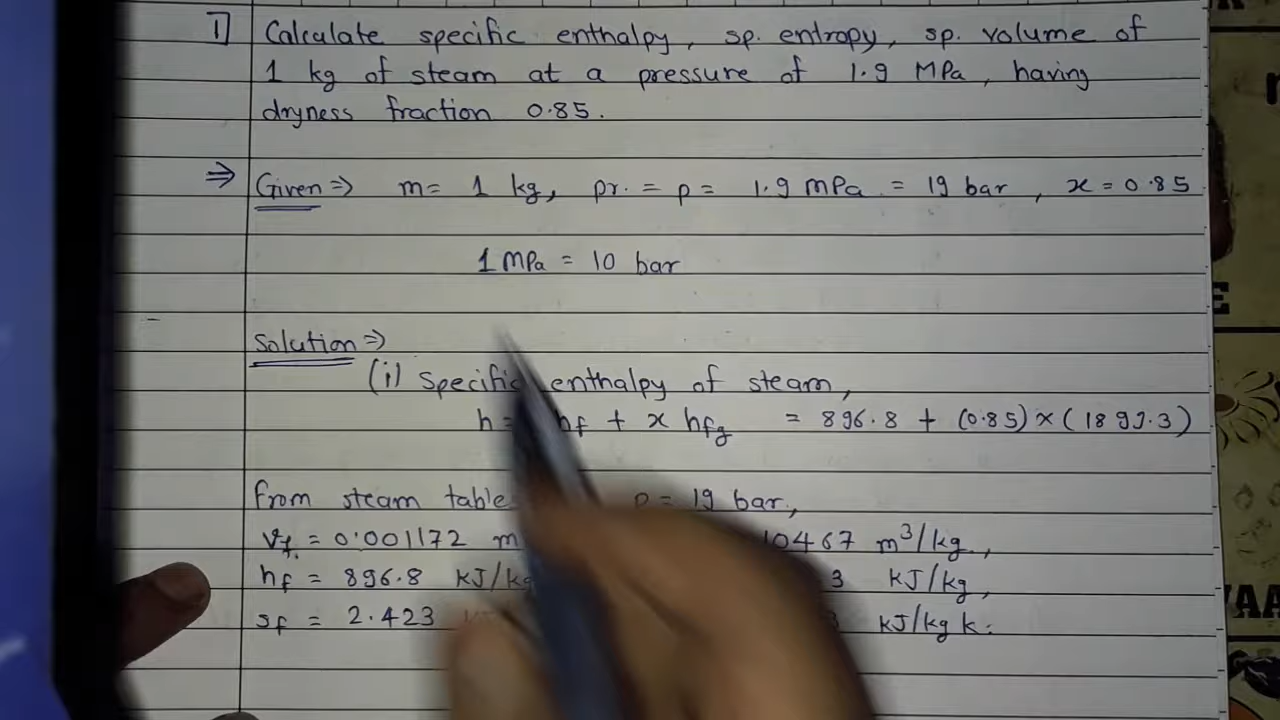 1] Calculate specific enthalpy, sp. entropy, sp. volume of
1 kg of steam at a pressure of 1.9 MPa, having
dryness fraction 0.85.
⇒ Given ⇒ m = 1 kg, pr. = p = 1.9 MPa = 19 bar, x = 0.85
1 MPa = 10 bar
Solution ⇒
(i) Specific enthalpy of steam,
h = hf + x hfg = 896.8 + (0.85) × (1899.3)
from steam table p = 19 bar,
vf = 0.001172 m 10467 m³/kg,
hf = 896.8 kJ/kg 3 kJ/kg,
sf = 2.423 kJ/kg k.